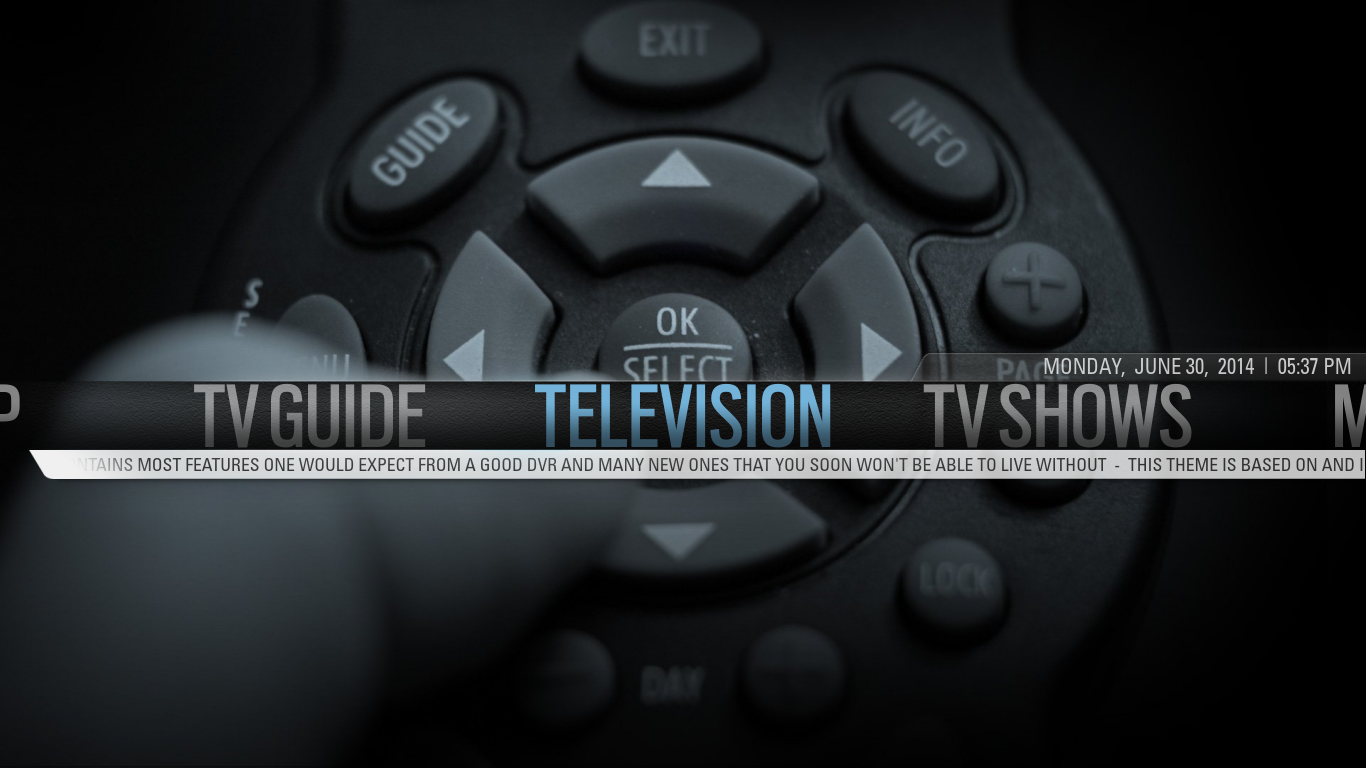 EXIT
GUIDE
INFO
S
E
OK
SELECT
PAGE
MONDAY, JUNE 30, 2014 | 05:37 PM
TV GUIDE TELEVISION TV SHOWS
MOST FEATURES ONE WOULD EXPECT FROM A GOOD DVR AND MANY NEW ONES THAT YOU SOON WON'T BE ABLE TO LIVE WITHOUT - THIS THEME IS BASED ON AND
LOCK
DAY